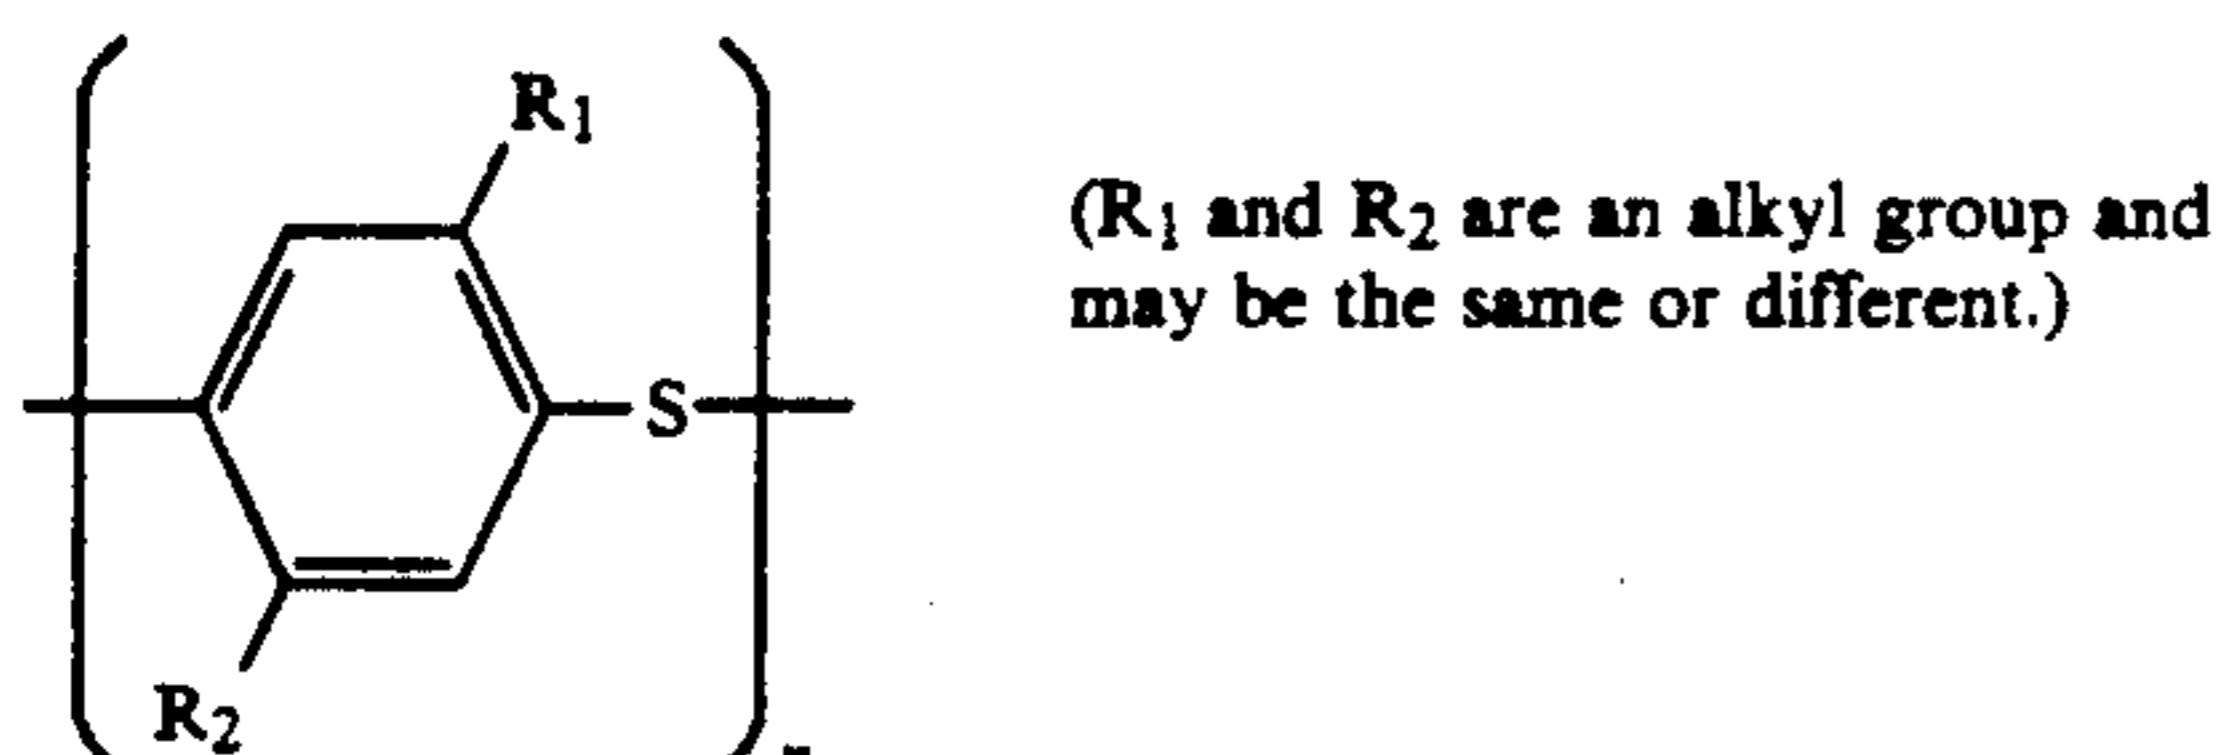 R1
(R1 and R2 are an alkyl group and
may be the same or different.)
S
R2